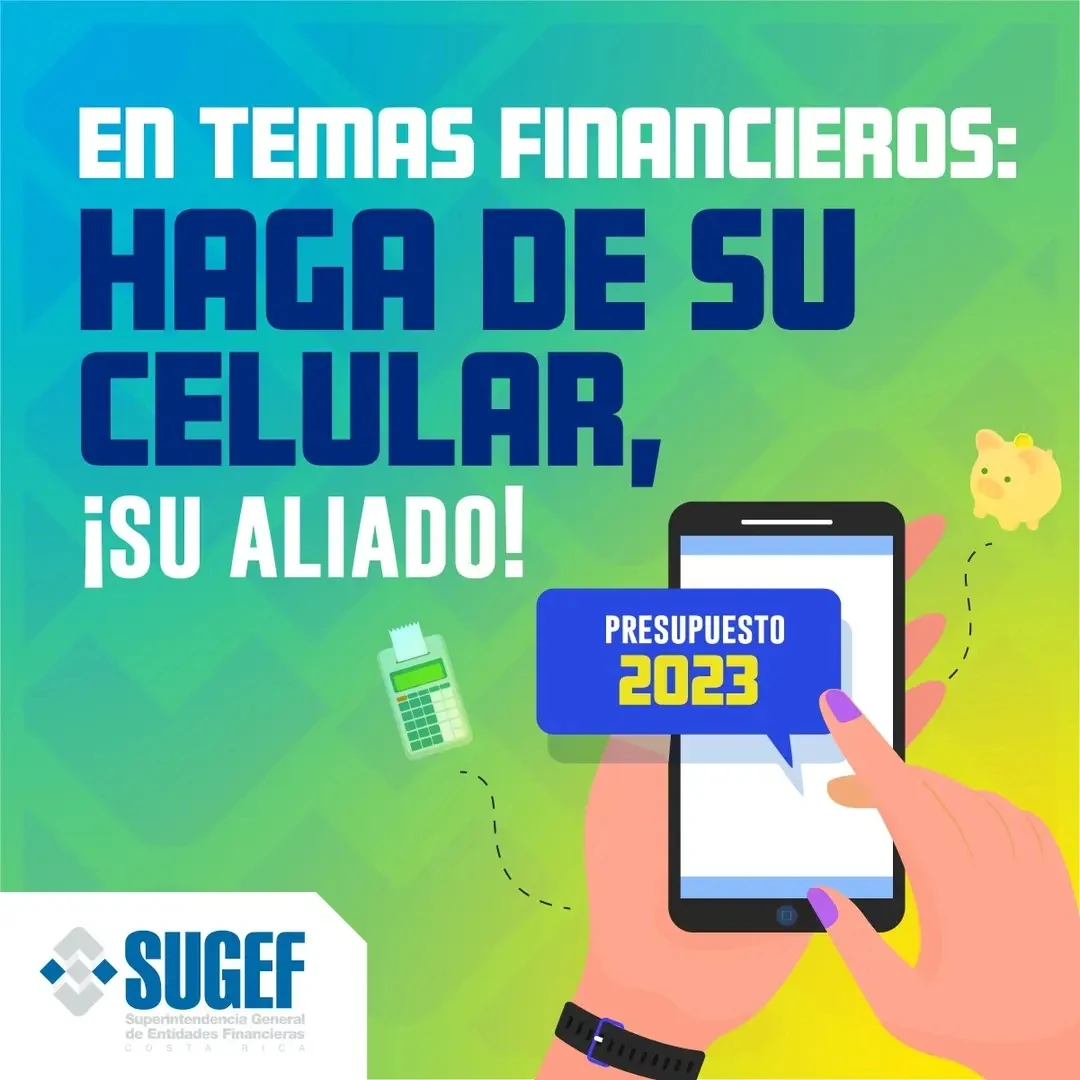 EN TEMAS FINANCIEROS:
HAGA DE SU
CELULAR,
¡SU ALIADO!
PRESUPUESTO
2023
SUGEF
Superintendencia General
de Entidades Financieras
COSTA RICA